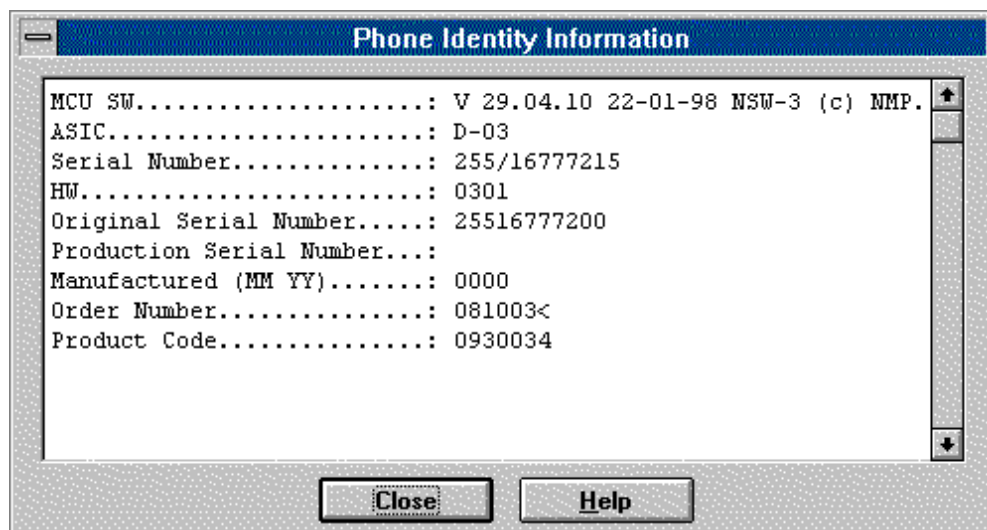 Phone Identity Information
MCU SW......................: V 29.04.10 22-01-98 NSW-3 (c) NMP.
ASIC........................: D-03
Serial Number...............: 255/16777215
HW..........................: 0301
Original Serial Number.....: 25516777200
Production Serial Number...:
Manufactured (MM YY).......: 0000
Order Number...............: 081003<
Product Code...............: 0930034
Close
Help